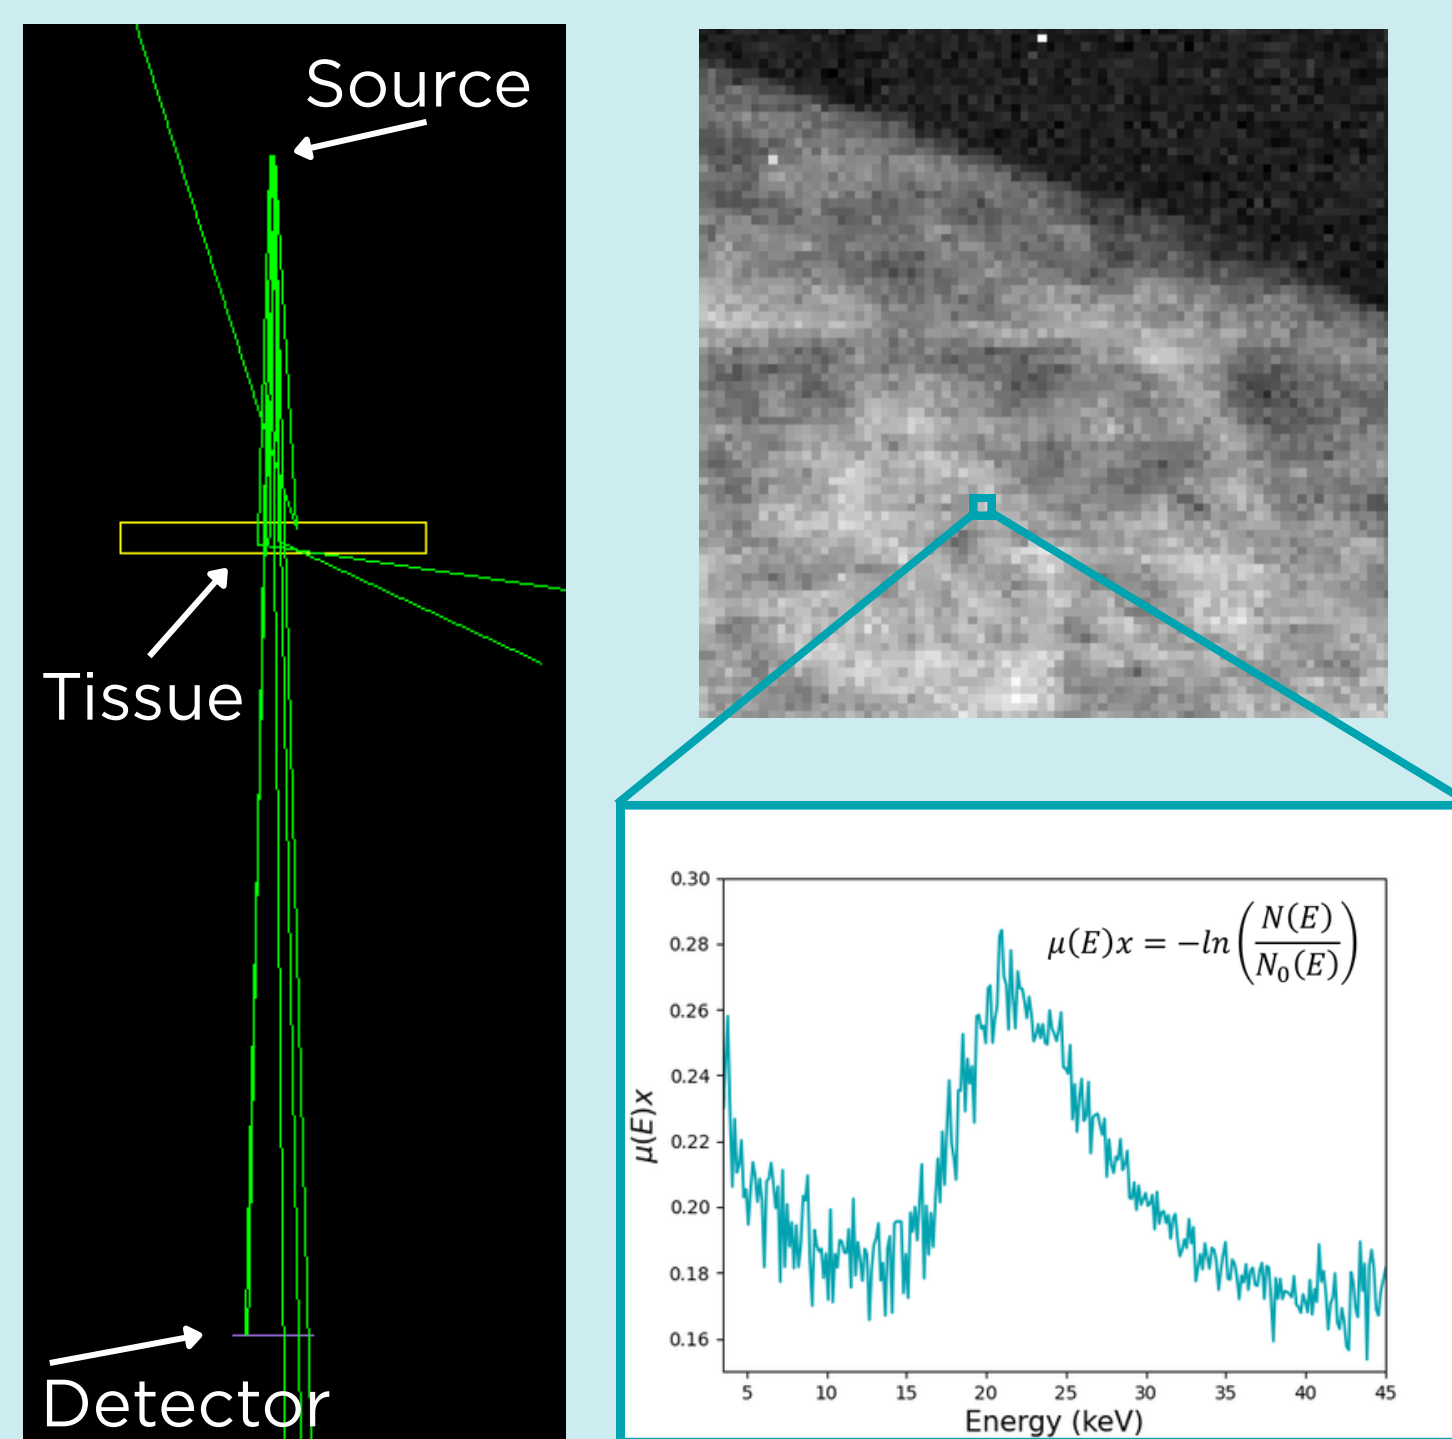 Source
Tissue
Detector
0.30
0.28
0.26
0.24
0.22
0.20
0.18
0.16
μ(E)x
μ(E)x = −ln(N(E)/N₀(E))
5 10 15 20 25 30 35 40 45
Energy (keV)